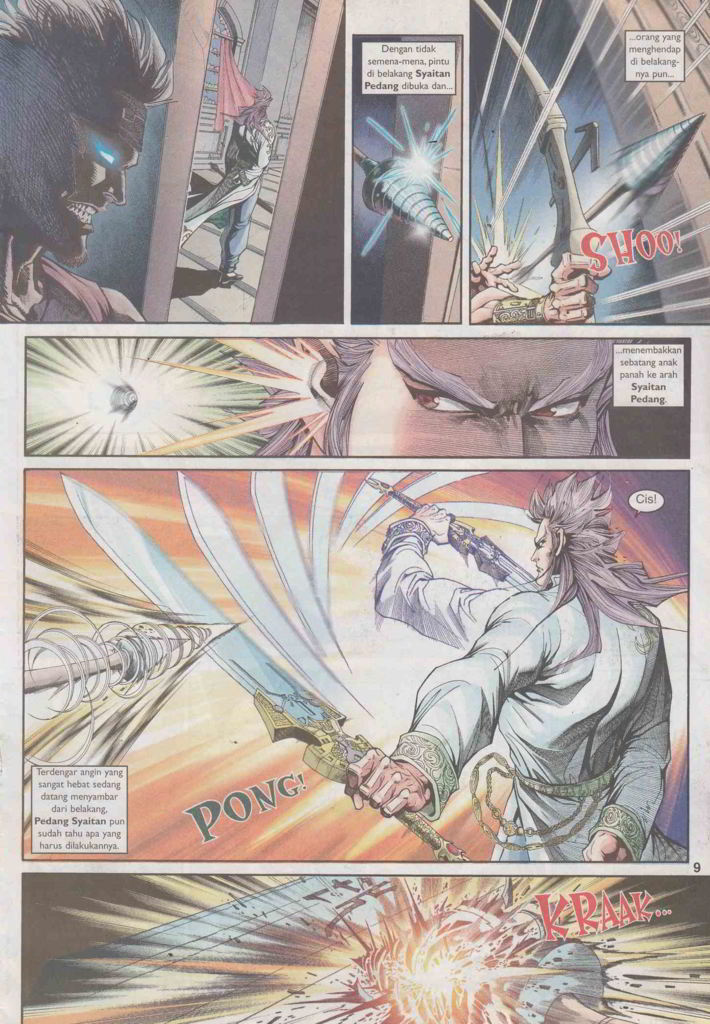 Dengan tidak
semena-mena, pintu
di belakang Syaitan
Pedang dibuka dan...
...orang yang
menghendap
di belakang-
nya pun...
SHOO!
...menembakkan
sebatang anak
panah ke arah
Syaitan
Pedang.
Cis!
Terdengar angin yang
sangat hebat sedang
datang menyambar
dari belakang,
Pedang Syaitan pun
sudah tahu apa yang
harus dilakukannya.
PONG!
9
KRAAK...